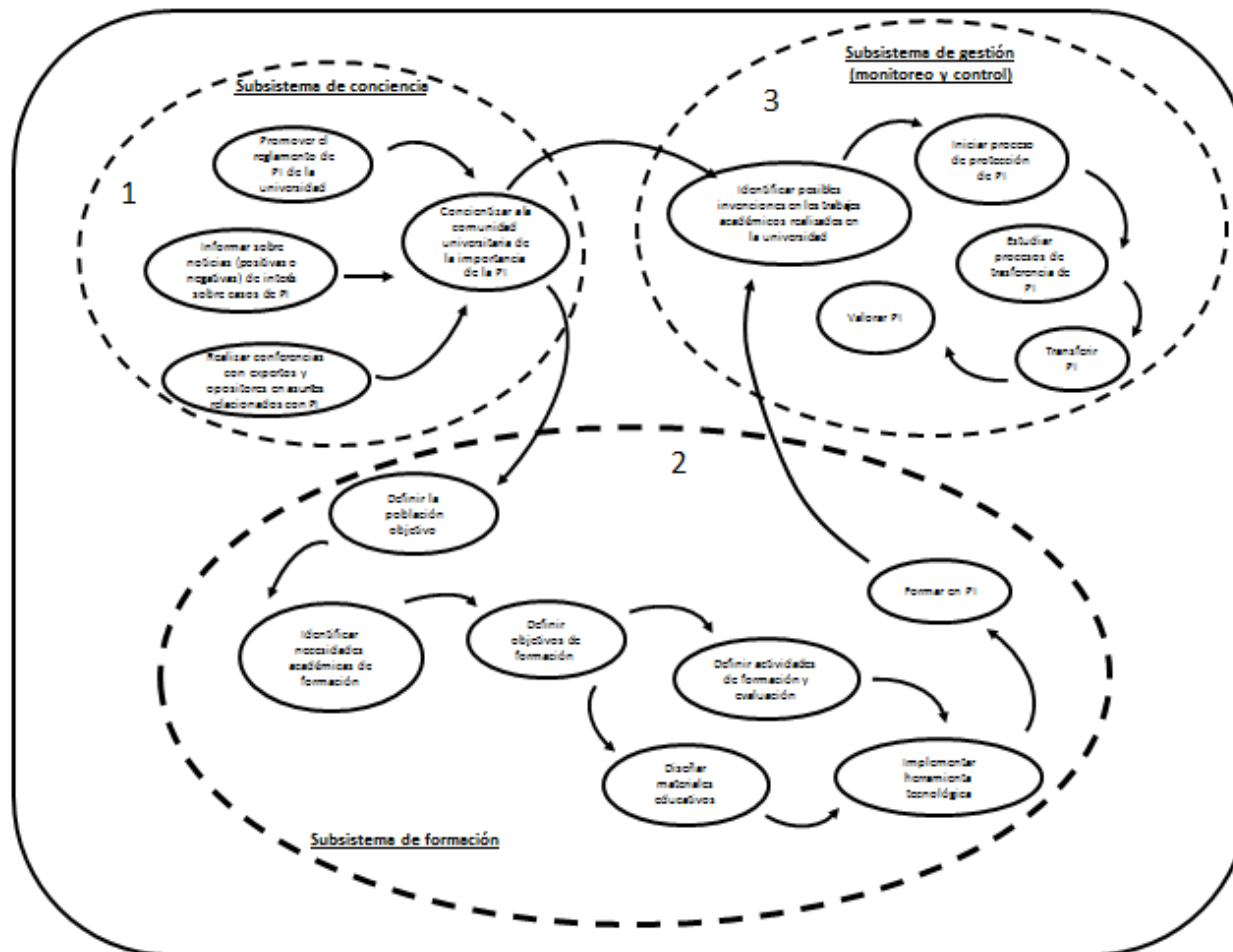 Subsistema de conciencia
1
Promover el
reglamento de
PI de la
universidad
Informar sobre
noticias (positivas o
negativas) de interés
sobre casos de PI
Realizar conferencias
con expertos y
opositores en asuntos
relacionados con PI
Concientizar a la
comunidad
universitaria de
la importancia
de la PI
Subsistema de gestión
(monitoreo y control)
3
Identificar posibles
invenciones en los trabajos
académicos realizados en
la universidad
Iniciar proceso
de protección
de PI
Estudiar
procesos de
trasferencia de
PI
Transferir
PI
Valorar PI
2
Definir la
población
objetivo
Identificar
necesidades
académicas de
formación
Definir
objetivos de
formación
Definir actividades
de formación y
evaluación
Diseñar
materiales
educativos
Implementar
herramienta
tecnológica
Formar en PI
Subsistema de formación